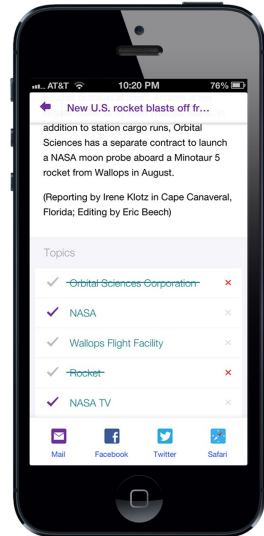 AT&T 10:20 PM 76%
New U.S. rocket blasts off fr...
addition to station cargo runs, Orbital
Sciences has a separate contract to launch
a NASA moon probe aboard a Minotaur 5
rocket from Wallops in August.
(Reporting by Irene Klotz in Cape Canaveral,
Florida; Editing by Eric Beech)
Topics
Orbital Sciences Corporation
NASA
Wallops Flight Facility
Rocket
NASA TV
Mail Facebook Twitter Safari